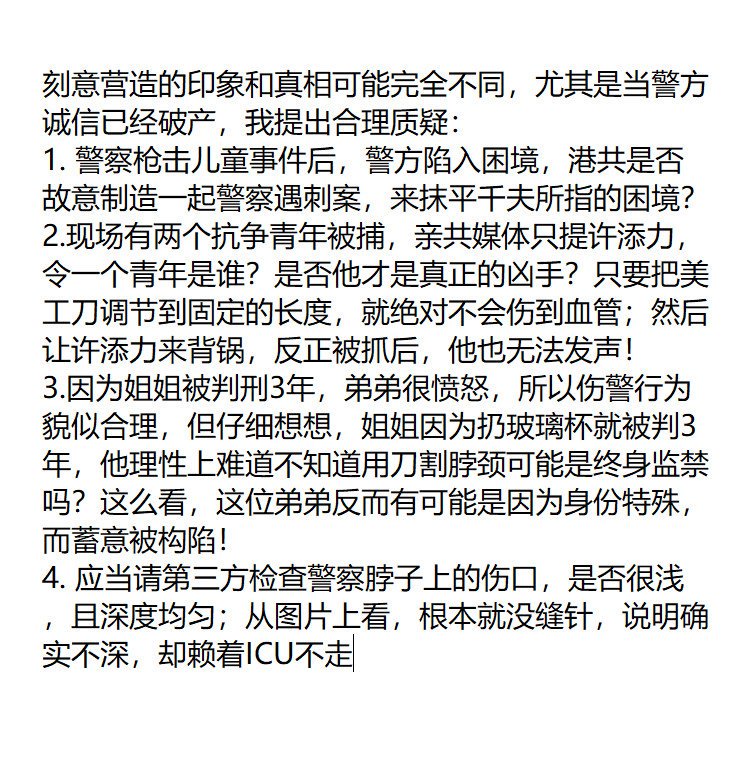 刻意营造的印象和真相可能完全不同，尤其是当警方
诚信已经破产，我提出合理质疑：
1. 警察枪击儿童事件后，警方陷入困境，港共是否
故意制造一起警察遇刺案，来抹平千夫所指的困境？
2.现场有两个抗争青年被捕，亲共媒体只提许添力，
令一个青年是谁？是否他才是真正的凶手？只要把美
工刀调节到固定的长度，就绝对不会伤到血管；然后
让许添力来背锅，反正被抓后，他也无法发声！
3.因为姐姐被判刑3年，弟弟很愤怒，所以伤警行为
貌似合理，但仔细想想，姐姐因为扔玻璃杯就被判3
年，他理性上难道不知道用刀割脖颈可能是终身监禁
吗？这么看，这位弟弟反而有可能是因为身份特殊，
而蓄意被构陷！
4. 应当请第三方检查警察脖子上的伤口，是否很浅
，且深度均匀；从图片上看，根本就没缝针，说明确
实不深，却赖着ICU不走